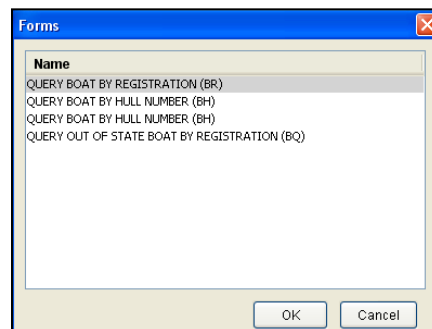 Forms
Name
QUERY BOAT BY REGISTRATION (BR)
QUERY BOAT BY HULL NUMBER (BH)
QUERY BOAT BY HULL NUMBER (BH)
QUERY OUT OF STATE BOAT BY REGISTRATION (BQ)
OK Cancel